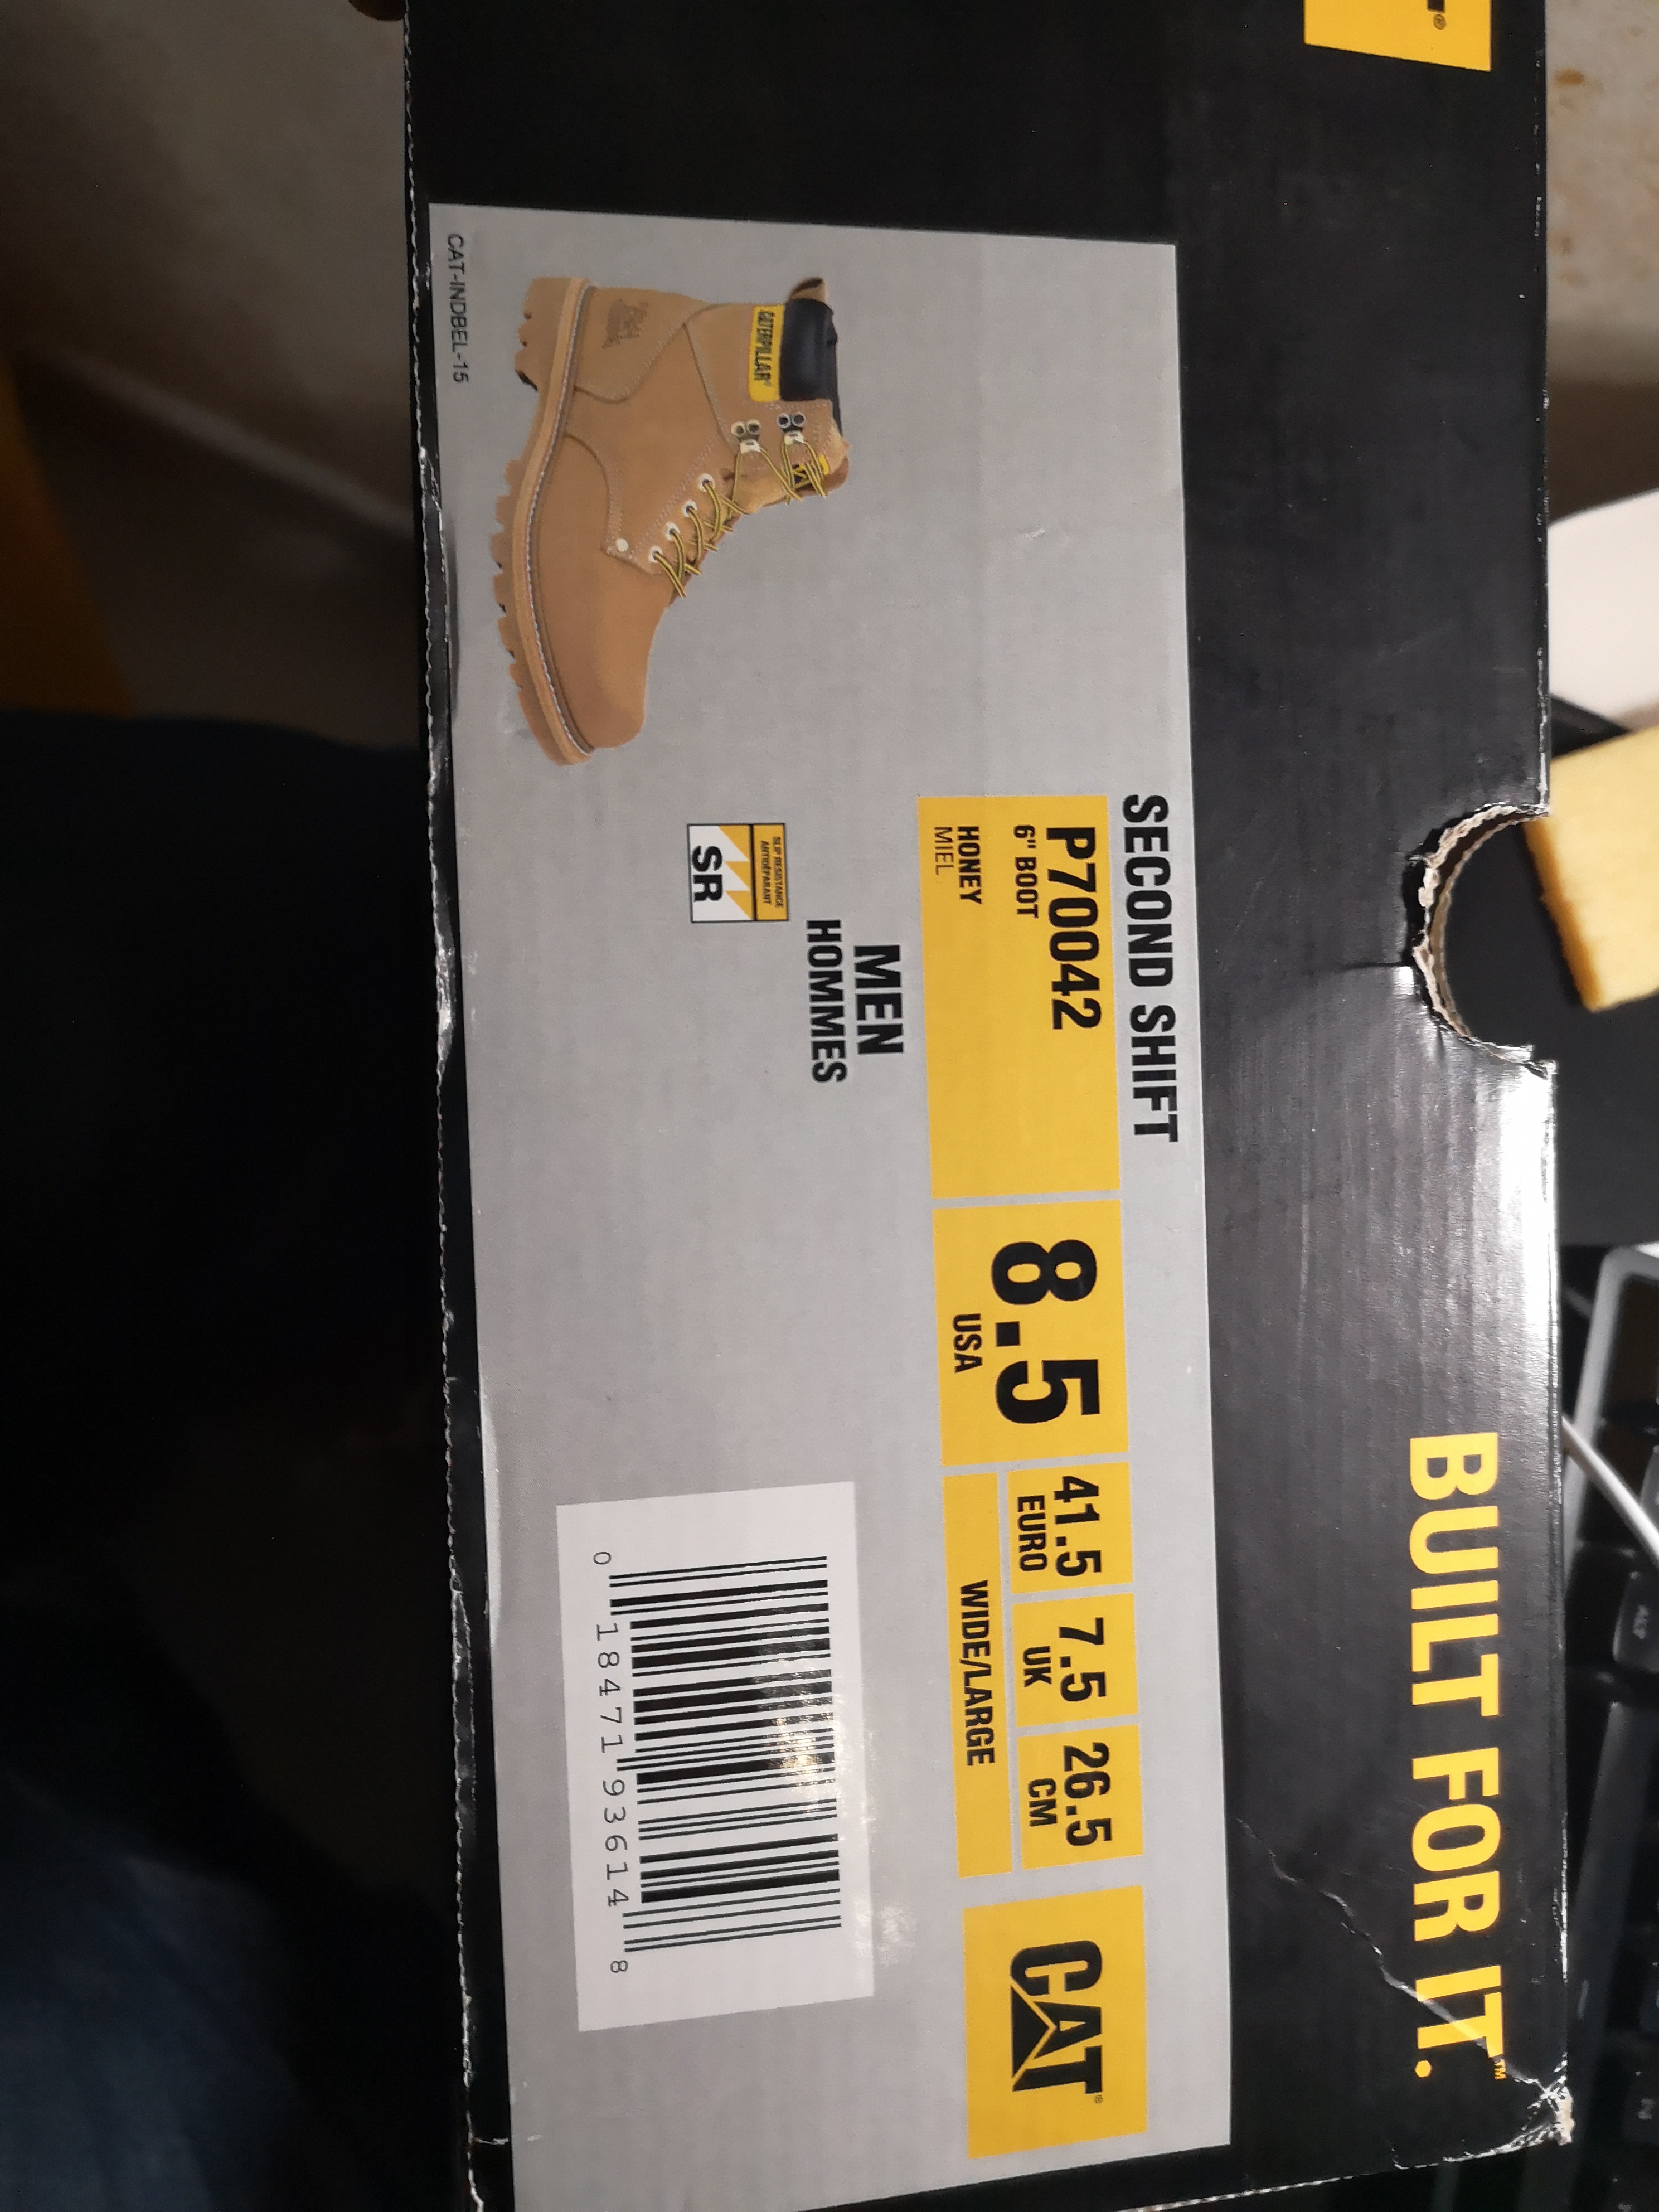 BUILT FOR IT.™
SECOND SHIFT
P70042
6" BOOT
HONEY
MIEL
8.5
USA
41.5
EURO
7.5
UK
26.5
CM
WIDE/LARGE
CAT®
MEN
HOMMES
SLIP RESISTANCE
ANTIDÉRAPANT
SR
CATERPILLAR®
0 18471 93614 8
CAT-INDBEL-15
Alt